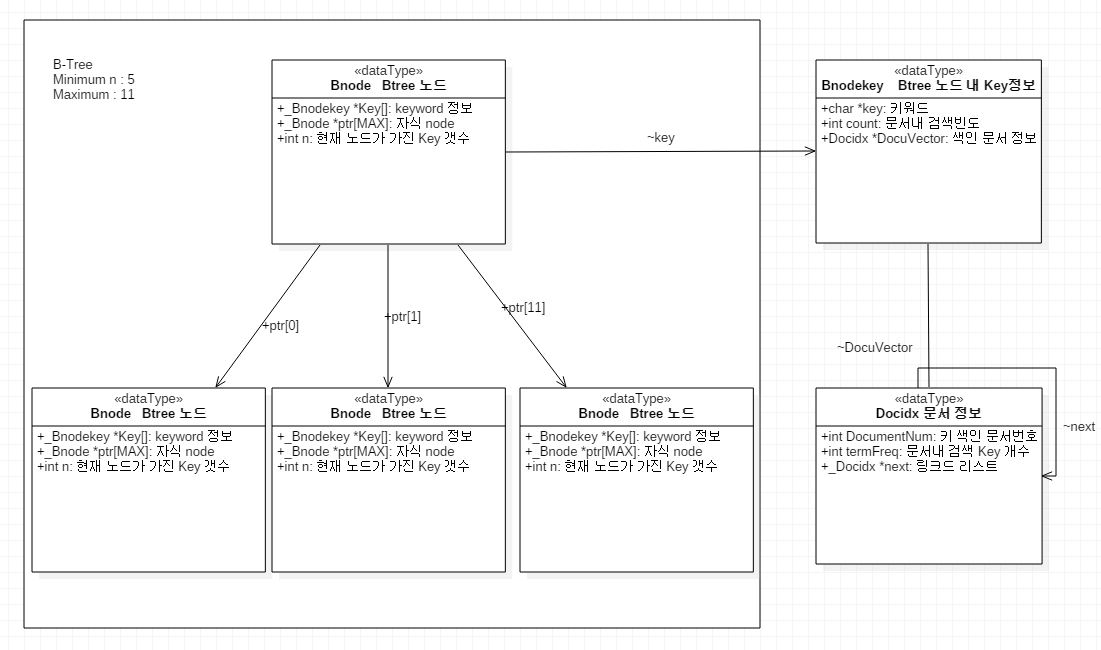 B-Tree
Minimum n : 5
Maximum : 11
«dataType»
Bnode Btree 노드
+_Bnodekey *Key[]: keyword 정보
+_Bnode *ptr[MAX]: 자식 node
+int n: 현재 노드가 가진 Key 갯수
~key
«dataType»
Bnodekey Btree 노드 내 Key정보
+char *key: 키워드
+int count: 문서내 검색빈도
+Docidx *DocuVector: 색인 문서 정보
+ptr[0]
+ptr[1]
+ptr[11]
~DocuVector
«dataType»
Bnode Btree 노드
+_Bnodekey *Key[]: keyword 정보
+_Bnode *ptr[MAX]: 자식 node
+int n: 현재 노드가 가진 Key 갯수
«dataType»
Bnode Btree 노드
+_Bnodekey *Key[]: keyword 정보
+_Bnode *ptr[MAX]: 자식 node
+int n: 현재 노드가 가진 Key 갯수
«dataType»
Bnode Btree 노드
+_Bnodekey *Key[]: keyword 정보
+_Bnode *ptr[MAX]: 자식 node
+int n: 현재 노드가 가진 Key 갯수
«dataType»
Docidx 문서 정보
+int DocumentNum: 키 색인 문서번호
+int termFreq: 문서내 검색 Key 개수
+_Docidx *next: 링크드 리스트
~next